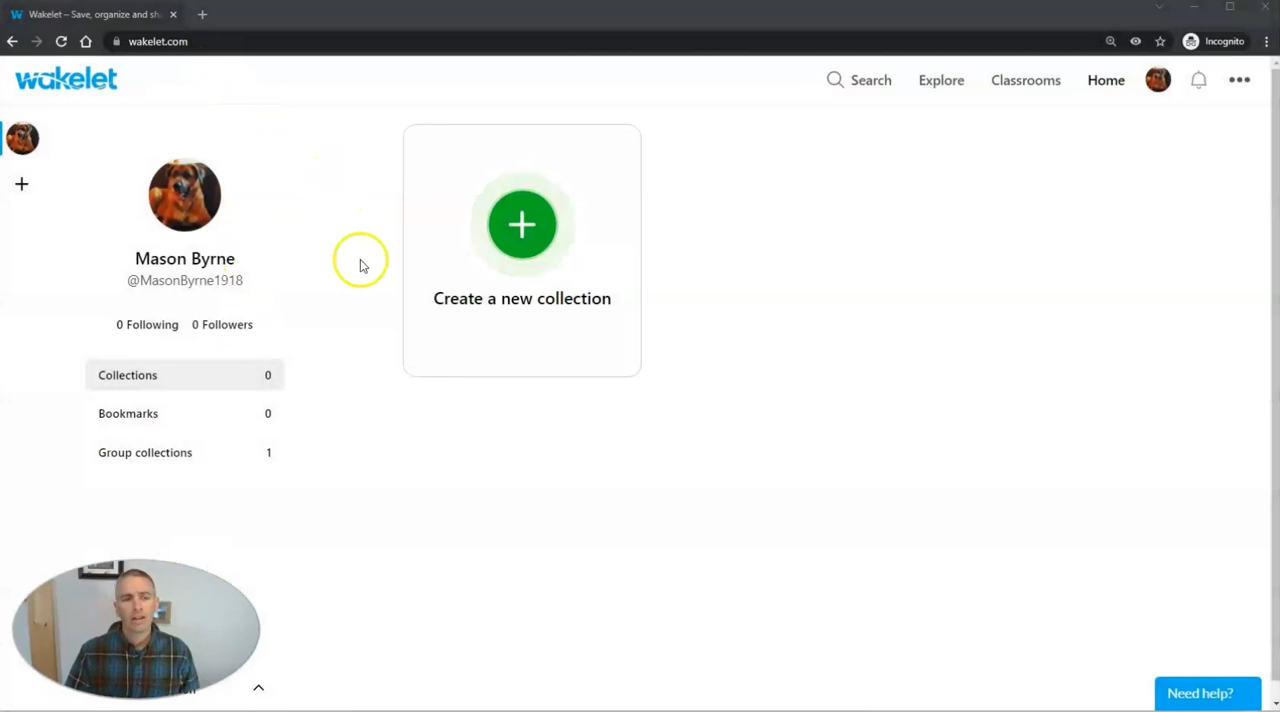 Wakelet – Save, organize and sh
wakelet.com
Incognito
wakelet
Search
Explore
Classrooms
Home
Mason Byrne
@MasonByrne1918
0 Following
0 Followers
Collections 0
Bookmarks 0
Group collections 1
Create a new collection
Need help?